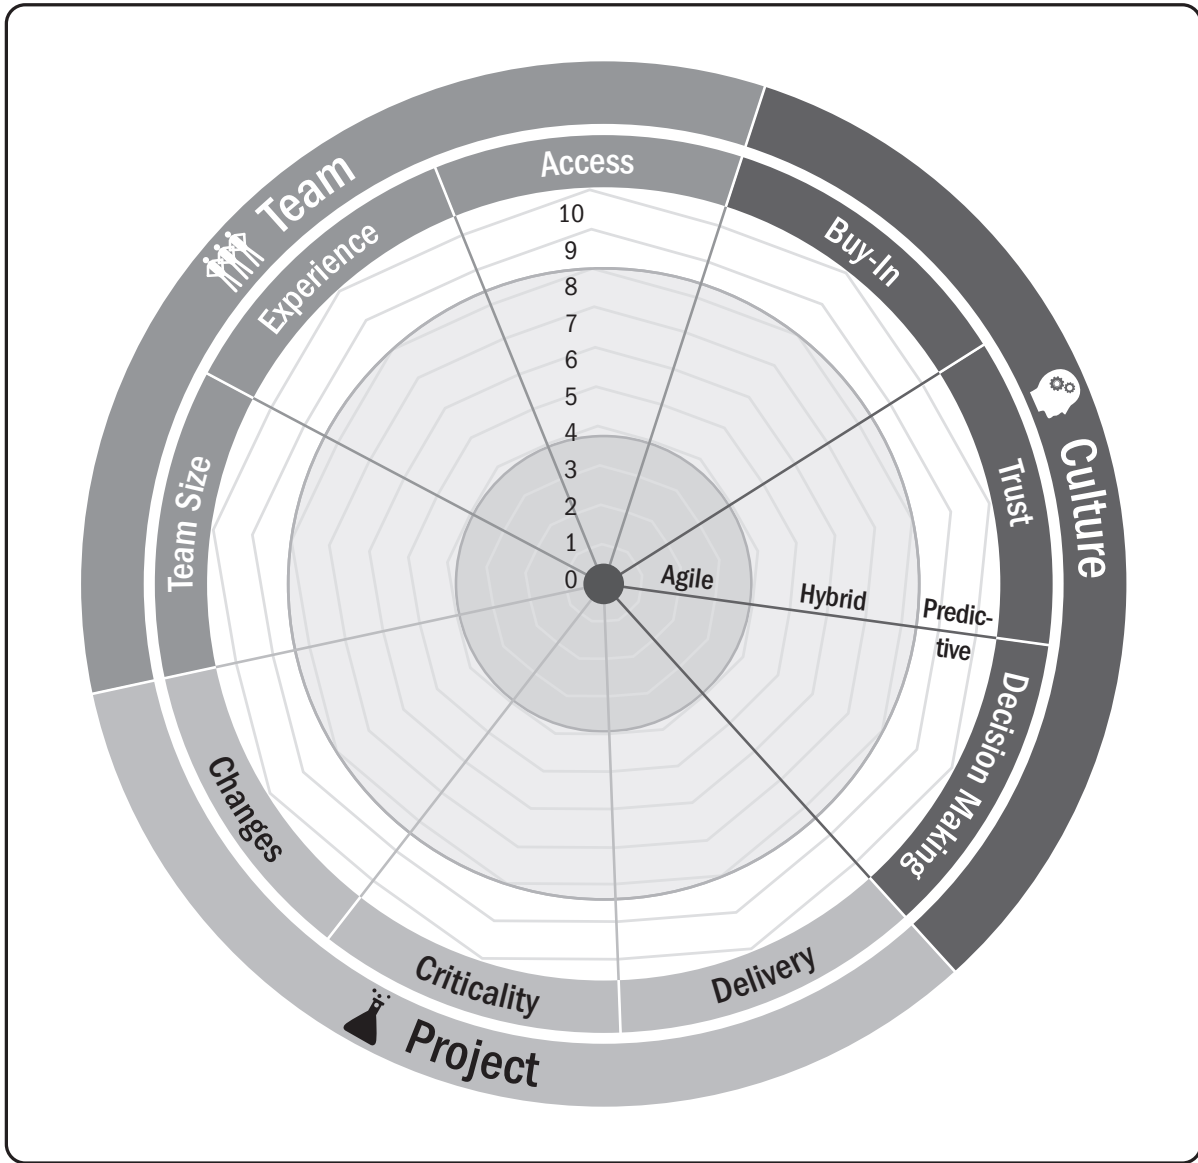 Team
Culture
Project
Access
Buy-In
Trust
Decision Making
Delivery
Criticality
Changes
Team Size
Experience
10
9
8
7
6
5
4
3
2
1
0
Agile
Hybrid
Predic-
tive